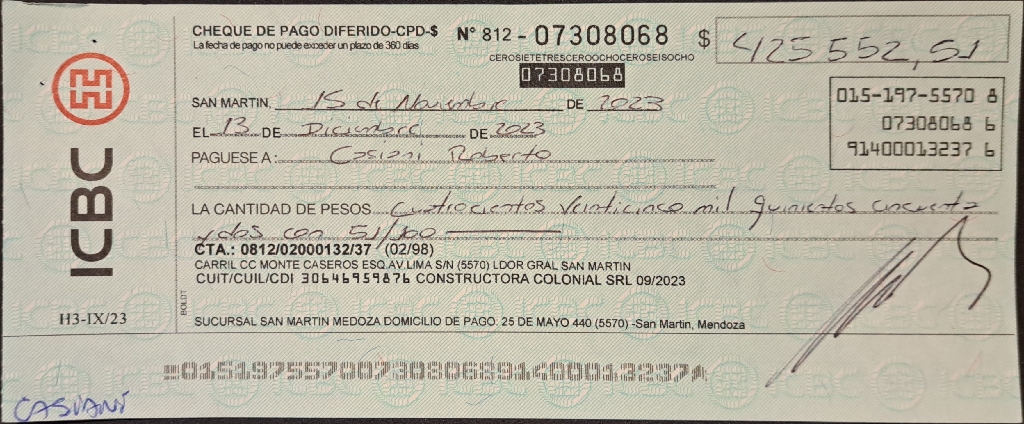 CHEQUE DE PAGO DIFERIDO-CPD-$
La fecha de pago no puede exceder un plazo de 360 días
N° 812 - 07308068
CEROSIETETRESCEROOCHOCEROSEISOCHO
07308068
$ 425 552,51
015-197-5570 8
07308068 6
91400013237 6
SAN MARTIN, 15 de Noviembre DE 2023
EL 13 DE Diciembre DE 2023
PAGUESE A: Casiani Roberto
LA CANTIDAD DE PESOS Cuatrocientos Veinticinco mil quinientos cincuenta
y dos con 51/100
CTA.: 0812/02000132/37 (02/98)
CARRIL CC MONTE CASEROS ESQ.AV.LIMA S/N (5570) LDOR GRAL SAN MARTIN
CUIT/CUIL/CDI 30646959876 CONSTRUCTORA COLONIAL SRL 09/2023
SUCURSAL SAN MARTIN MEDOZA DOMICILIO DE PAGO: 25 DE MAYO 440 (5570) -San Martin, Mendoza
ICBC
H3-IX/23
BOLDT
01519755700730806891400013237
CASIANI